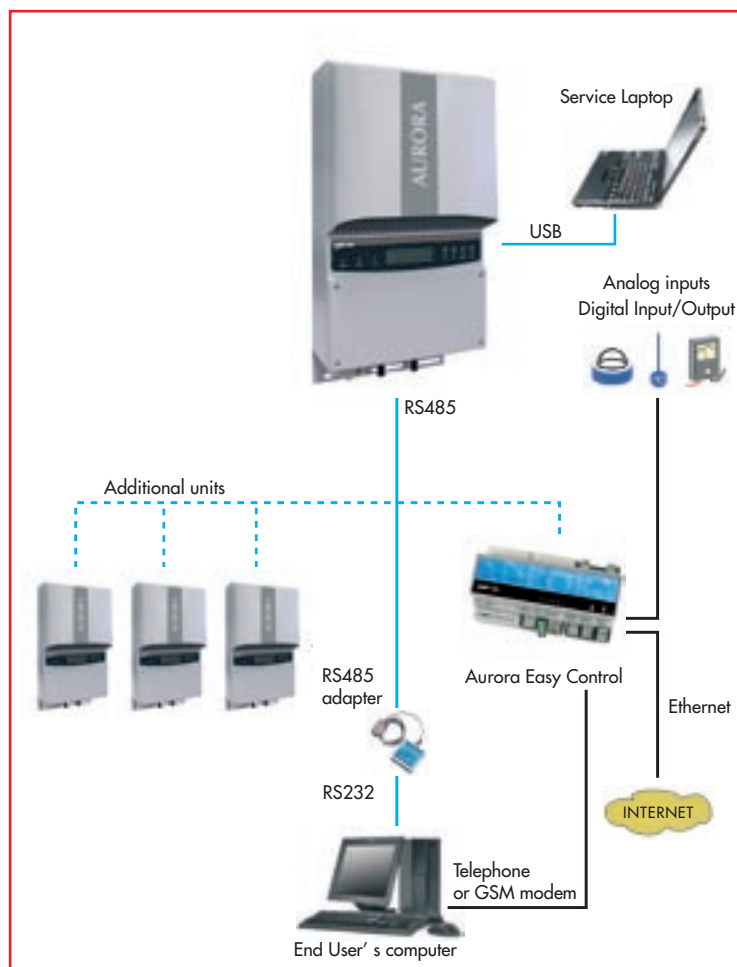 AURORA
Service Laptop
USB
Analog inputs
Digital Input/Output
RS485
Additional units
Aurora Easy Control
RS485
adapter
Ethernet
RS232
INTERNET
Telephone
or GSM modem
End User' s computer